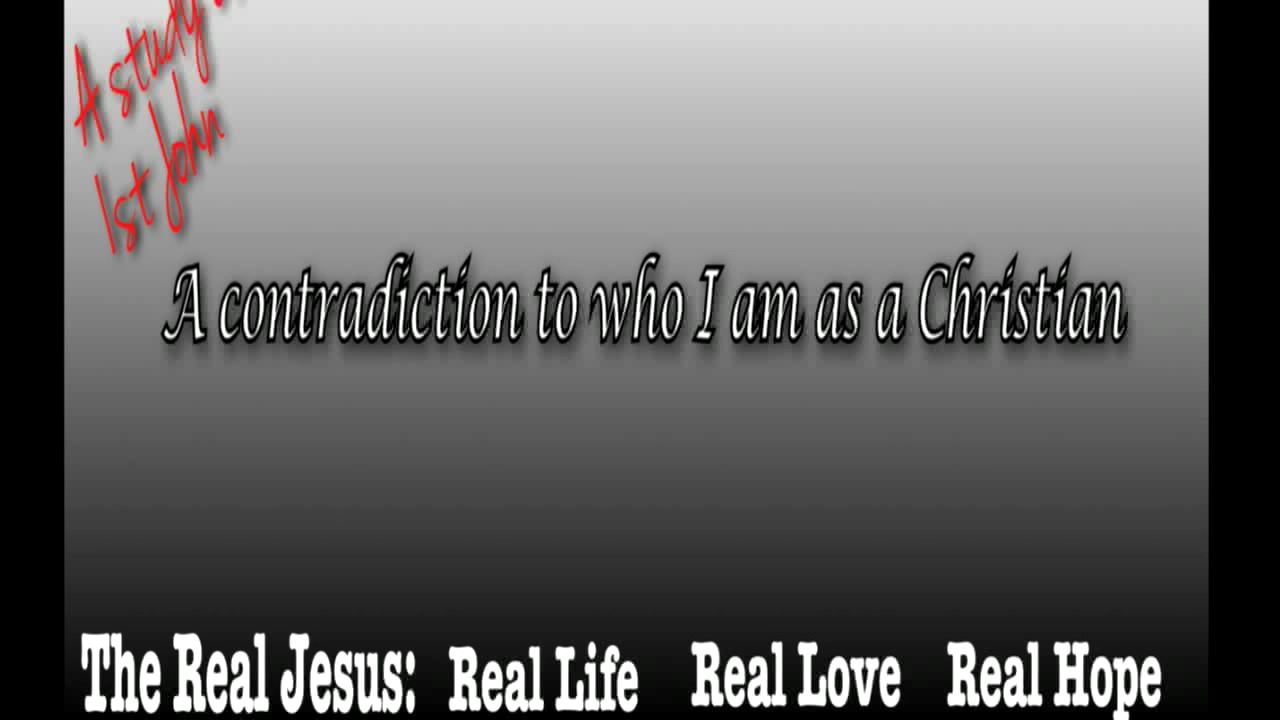 A study
1st John
A contradiction to who I am as a Christian
The Real Jesus: Real Life Real Love Real Hope